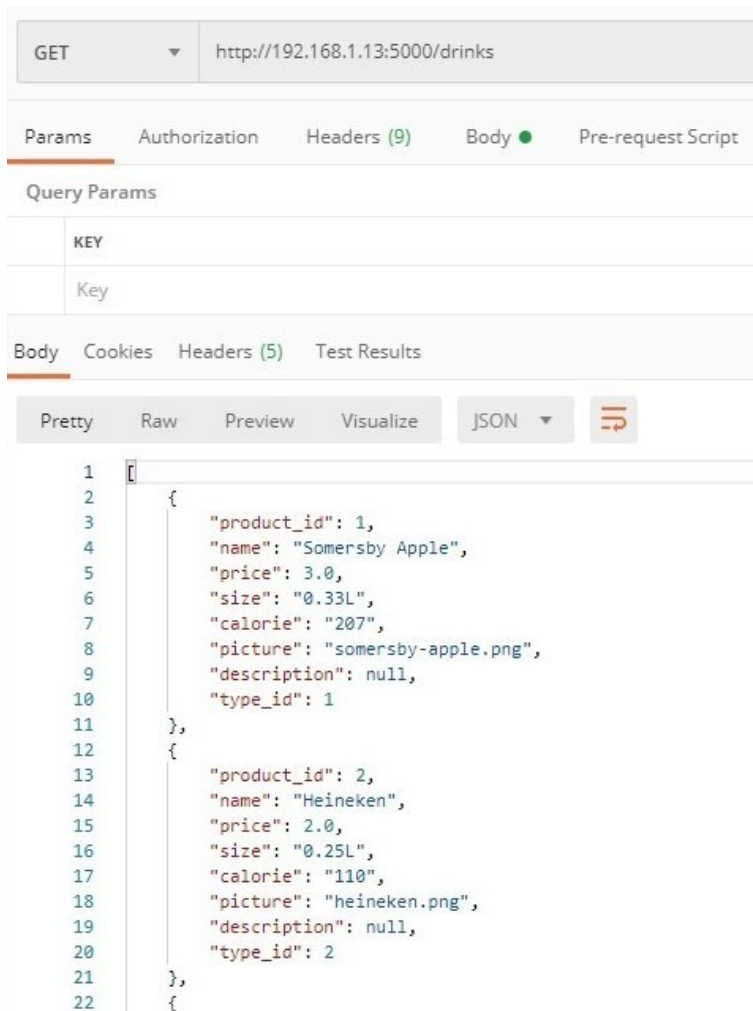 GET http://192.168.1.13:5000/drinks
Params Authorization Headers (9) Body Pre-request Script
Query Params
KEY
Key
Body Cookies Headers (5) Test Results
Pretty Raw Preview Visualize JSON
1 [
2 {
3 "product_id": 1,
4 "name": "Somersby Apple",
5 "price": 3.0,
6 "size": "0.33L",
7 "calorie": "207",
8 "picture": "somersby-apple.png",
9 "description": null,
10 "type_id": 1
11 },
12 {
13 "product_id": 2,
14 "name": "Heineken",
15 "price": 2.0,
16 "size": "0.25L",
17 "calorie": "110",
18 "picture": "heineken.png",
19 "description": null,
20 "type_id": 2
21 },
22 {